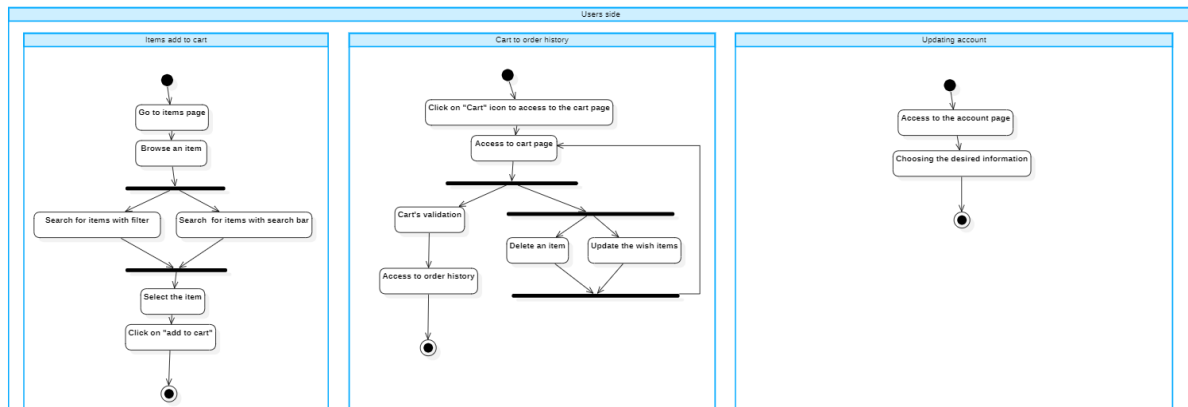 Users side
Items add to cart
Go to items page
Browse an item
Search for items with filter
Search for items with search bar
Select the item
Click on "add to cart"
Cart to order history
Click on "Cart" icon to access to the cart page
Access to cart page
Cart's validation
Delete an item
Update the wish items
Access to order history
Updating account
Access to the account page
Choosing the desired information